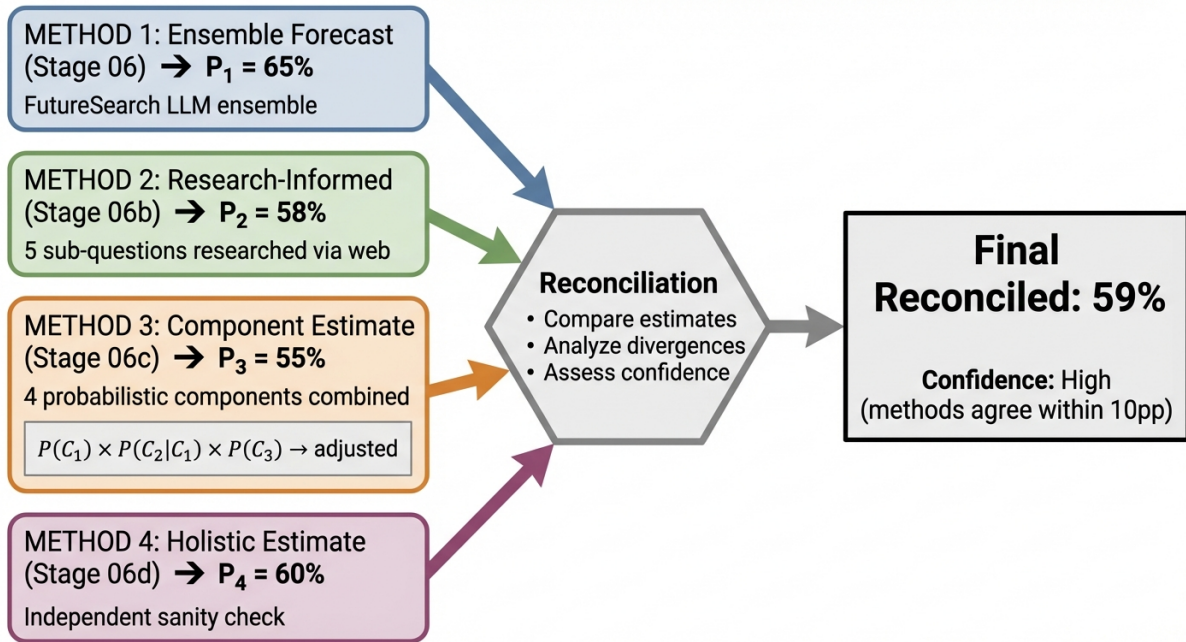 METHOD 1: Ensemble Forecast
(Stage 06) → P₁ = 65%
FutureSearch LLM ensemble
METHOD 2: Research-Informed
(Stage 06b) → P₂ = 58%
5 sub-questions researched via web
METHOD 3: Component Estimate
(Stage 06c) → P₃ = 55%
4 probabilistic components combined
P(C₁) × P(C₂|C₁) × P(C₃) → adjusted
METHOD 4: Holistic Estimate
(Stage 06d) → P₄ = 60%
Independent sanity check
Reconciliation
• Compare estimates
• Analyze divergences
• Assess confidence
Final
Reconciled: 59%
Confidence: High
(methods agree within 10pp)